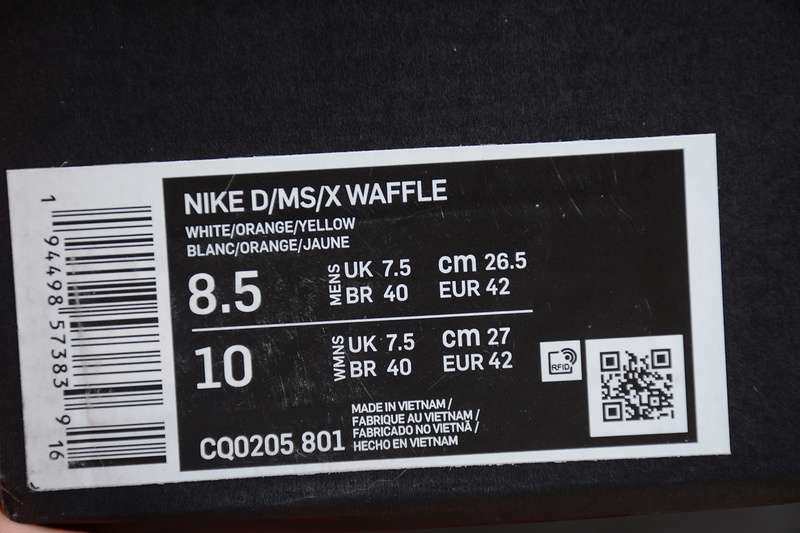 NIKE D/MS/X WAFFLE
WHITE/ORANGE/YELLOW
BLANC/ORANGE/JAUNE
8.5 MENS UK 7.5 cm 26.5
BR 40 EUR 42
10 WMNS UK 7.5 cm 27
BR 40 EUR 42
RFID
CQ0205 801
MADE IN VIETNAM /
FABRIQUE AU VIETNAM /
FABRICADO NO VIETNÃ /
HECHO EN VIETNAM
1 94498 57383 9 16